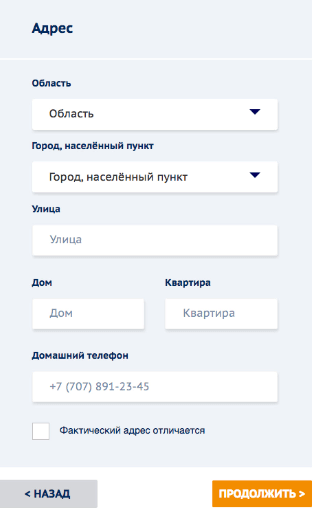 Адрес
Область
Область
Город, населённый пункт
Город, населённый пункт
Улица
Улица
Дом Квартира
Дом Квартира
Домашний телефон
+7 (707) 891-23-45
Фактический адрес отличается
< НАЗАД ПРОДОЛЖИТЬ >